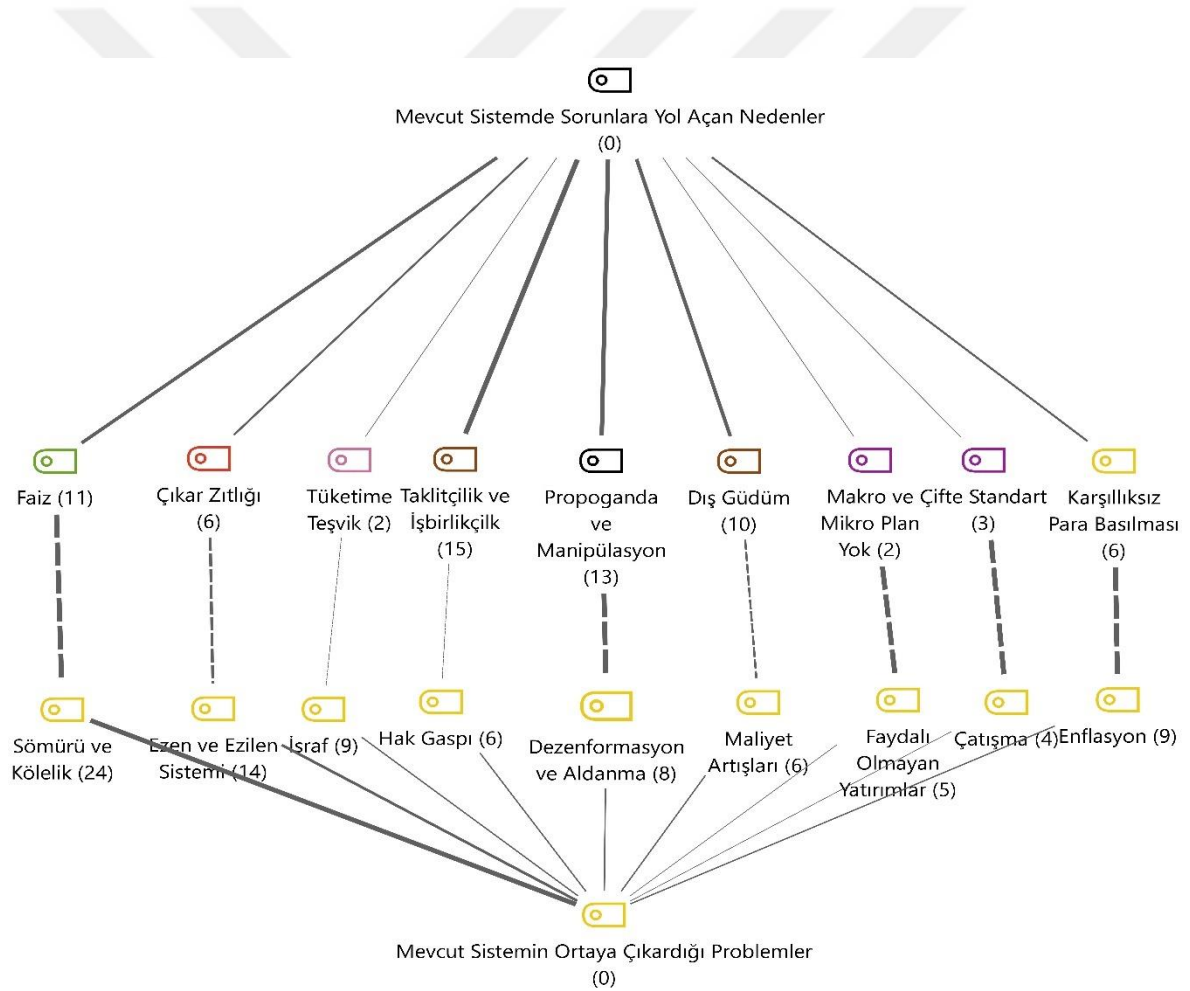 Mevcut Sistemde Sorunlara Yol Açan Nedenler
(0)
Faiz (11)
Çıkar Zıtlığı
(6)
Tüketime
Teşvik (2)
Taklitçilik ve
İşbirlikçilk
(15)
Propoganda
ve
Manipülasyon
(13)
Dış Güdüm
(10)
Makro ve
Mikro Plan
Yok (2)
Çifte Standart
(3)
Karşıllıksız
Para Basılması
(6)
Sömürü ve
Kölelik (24)
Ezen ve Ezilen
Sistemi (14)
İsraf (9)
Hak Gaspı (6)
Dezenformasyon
ve Aldanma (8)
Maliyet
Artışları (6)
Faydalı
Olmayan
Yatırımlar (5)
Çatışma (4)
Enflasyon (9)
Mevcut Sistemin Ortaya Çıkardığı Problemler
(0)